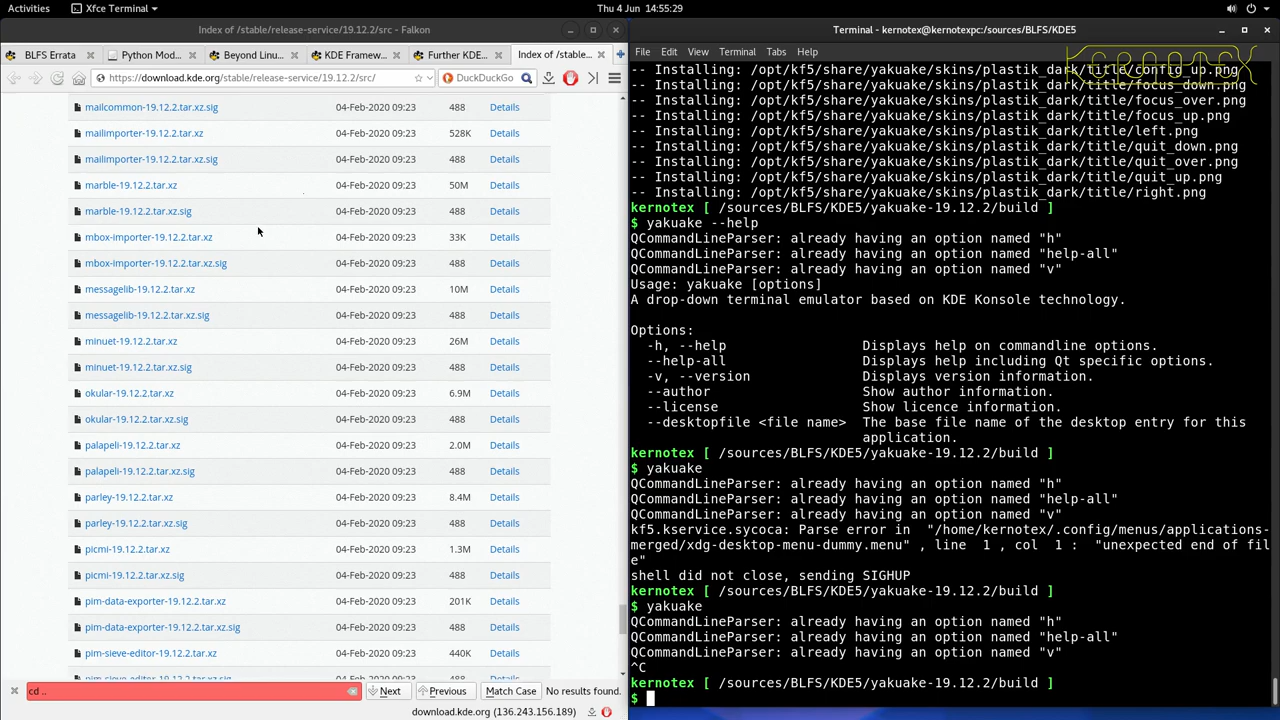 Activities
Xfce Terminal
Thu 4 Jun 14:55:29
Index of /stable/release-service/19.12.2/src/ - Falkon
BLFS Errata
Python Mod...
Beyond Linu...
KDE Framew...
Further KDE...
Index of /stable...
https://download.kde.org/stable/release-service/19.12.2/src/
DuckDuckGo
mailcommon-19.12.2.tar.xz.sig 04-Feb-2020 09:23 488 Details
mailimporter-19.12.2.tar.xz 04-Feb-2020 09:23 528K Details
mailimporter-19.12.2.tar.xz.sig 04-Feb-2020 09:23 488 Details
marble-19.12.2.tar.xz 04-Feb-2020 09:23 50M Details
marble-19.12.2.tar.xz.sig 04-Feb-2020 09:23 488 Details
mbox-importer-19.12.2.tar.xz 04-Feb-2020 09:23 33K Details
mbox-importer-19.12.2.tar.xz.sig 04-Feb-2020 09:23 488 Details
messagelib-19.12.2.tar.xz 04-Feb-2020 09:23 10M Details
messagelib-19.12.2.tar.xz.sig 04-Feb-2020 09:23 488 Details
minuet-19.12.2.tar.xz 04-Feb-2020 09:23 26M Details
minuet-19.12.2.tar.xz.sig 04-Feb-2020 09:23 488 Details
okular-19.12.2.tar.xz 04-Feb-2020 09:23 6.9M Details
okular-19.12.2.tar.xz.sig 04-Feb-2020 09:23 488 Details
palapeli-19.12.2.tar.xz 04-Feb-2020 09:23 2.0M Details
palapeli-19.12.2.tar.xz.sig 04-Feb-2020 09:23 488 Details
parley-19.12.2.tar.xz 04-Feb-2020 09:23 8.4M Details
parley-19.12.2.tar.xz.sig 04-Feb-2020 09:23 488 Details
picmi-19.12.2.tar.xz 04-Feb-2020 09:23 1.3M Details
picmi-19.12.2.tar.xz.sig 04-Feb-2020 09:23 488 Details
pim-data-exporter-19.12.2.tar.xz 04-Feb-2020 09:23 201K Details
pim-data-exporter-19.12.2.tar.xz.sig 04-Feb-2020 09:23 488 Details
pim-sieve-editor-19.12.2.tar.xz 04-Feb-2020 09:23 440K Details
pim-sieve-editor-19.12.2.tar.xz.sig 04-Feb-2020 09:23 488 Details
cd ..
Next
Previous
Match Case
No results found.
download.kde.org (136.243.156.189)
Terminal - kernotex@kernotexpc:/sources/BLFS/KDE5
File Edit View Terminal Tabs Help
KERNOTEX
-- Installing: /opt/kf5/share/yakuake/skins/plastik_dark/title/config_up.png
-- Installing: /opt/kf5/share/yakuake/skins/plastik_dark/title/focus_down.png
-- Installing: /opt/kf5/share/yakuake/skins/plastik_dark/title/focus_over.png
-- Installing: /opt/kf5/share/yakuake/skins/plastik_dark/title/focus_up.png
-- Installing: /opt/kf5/share/yakuake/skins/plastik_dark/title/left.png
-- Installing: /opt/kf5/share/yakuake/skins/plastik_dark/title/quit_down.png
-- Installing: /opt/kf5/share/yakuake/skins/plastik_dark/title/quit_over.png
-- Installing: /opt/kf5/share/yakuake/skins/plastik_dark/title/quit_up.png
-- Installing: /opt/kf5/share/yakuake/skins/plastik_dark/title/right.png
kernotex [ /sources/BLFS/KDE5/yakuake-19.12.2/build ]
$ yakuake --help
QCommandLineParser: already having an option named "h"
QCommandLineParser: already having an option named "help-all"
QCommandLineParser: already having an option named "v"
Usage: yakuake [options]
A drop-down terminal emulator based on KDE Konsole technology.
Options:
-h, --help Displays help on commandline options.
--help-all Displays help including Qt specific options.
-v, --version Displays version information.
--author Show author information.
--license Show licence information.
--desktopfile <file name> The base file name of the desktop entry for this
application.
kernotex [ /sources/BLFS/KDE5/yakuake-19.12.2/build ]
$ yakuake
QCommandLineParser: already having an option named "h"
QCommandLineParser: already having an option named "help-all"
QCommandLineParser: already having an option named "v"
kf5.kservice.sycoca: Parse error in "/home/kernotex/.config/menus/applications-
merged/xdg-desktop-menu-dummy.menu" , line 1 , col 1 : "unexpected end of fil
e"
shell did not close, sending SIGHUP
kernotex [ /sources/BLFS/KDE5/yakuake-19.12.2/build ]
$ yakuake
QCommandLineParser: already having an option named "h"
QCommandLineParser: already having an option named "help-all"
QCommandLineParser: already having an option named "v"
^C
kernotex [ /sources/BLFS/KDE5/yakuake-19.12.2/build ]
$